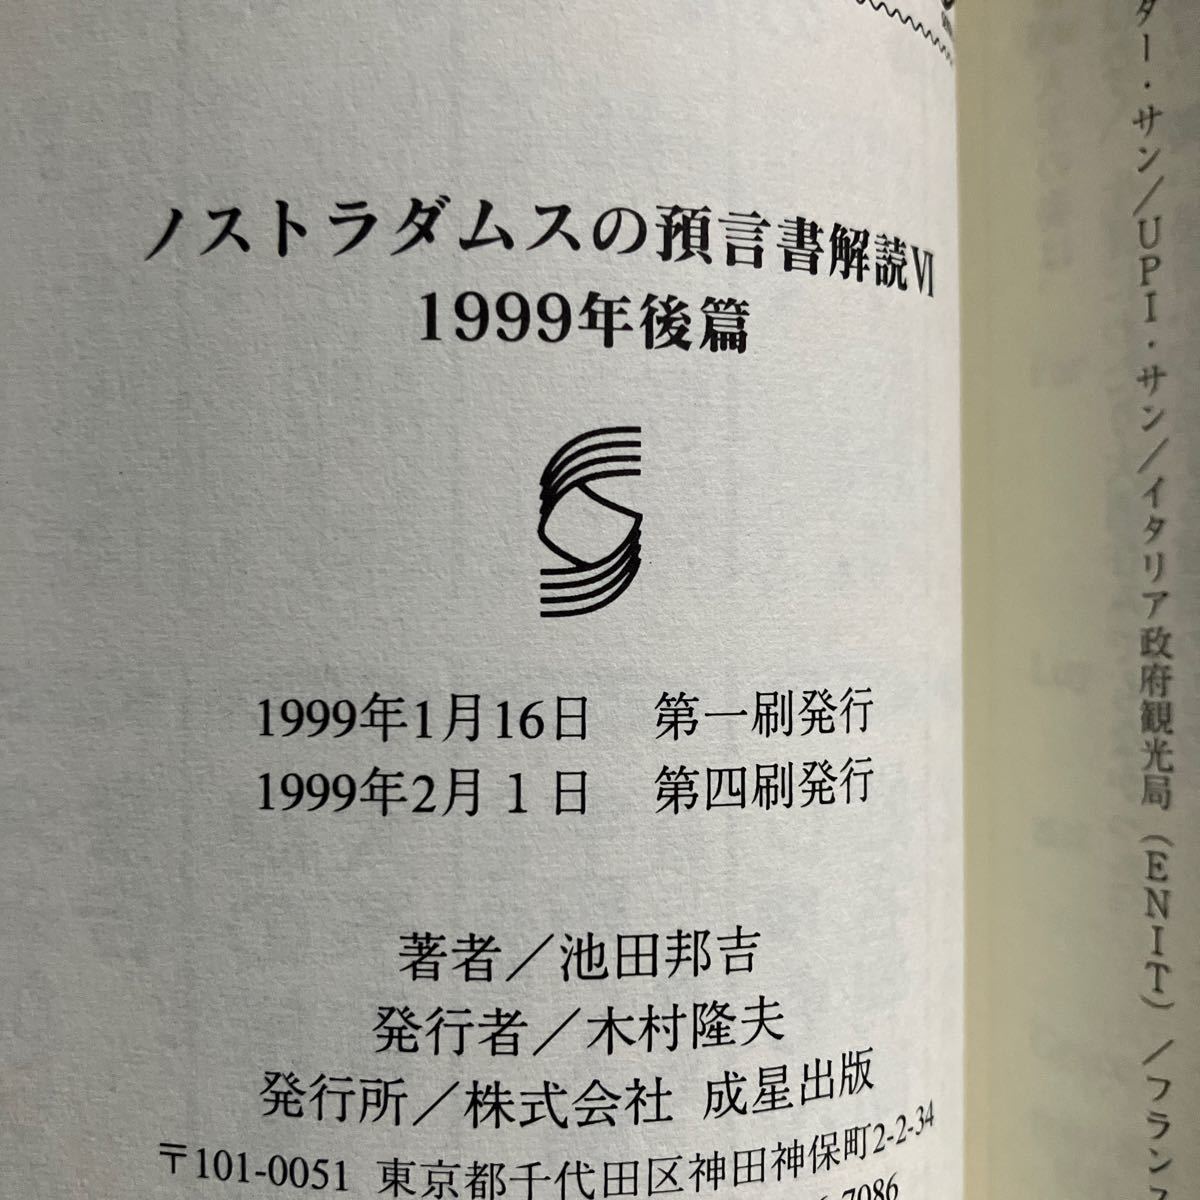 ノストラダムスの預言書解読Ⅵ
1999年後篇
1999年1月16日 第一刷発行
1999年2月1日 第四刷発行
著者／池田邦吉
発行者／木村隆夫
発行所／株式会社 成星出版
〒101-0051 東京都千代田区神田神保町2-2-34
7086
ター・サン/UPI・サン/イタリア政府観光局(ENIT)/フランス